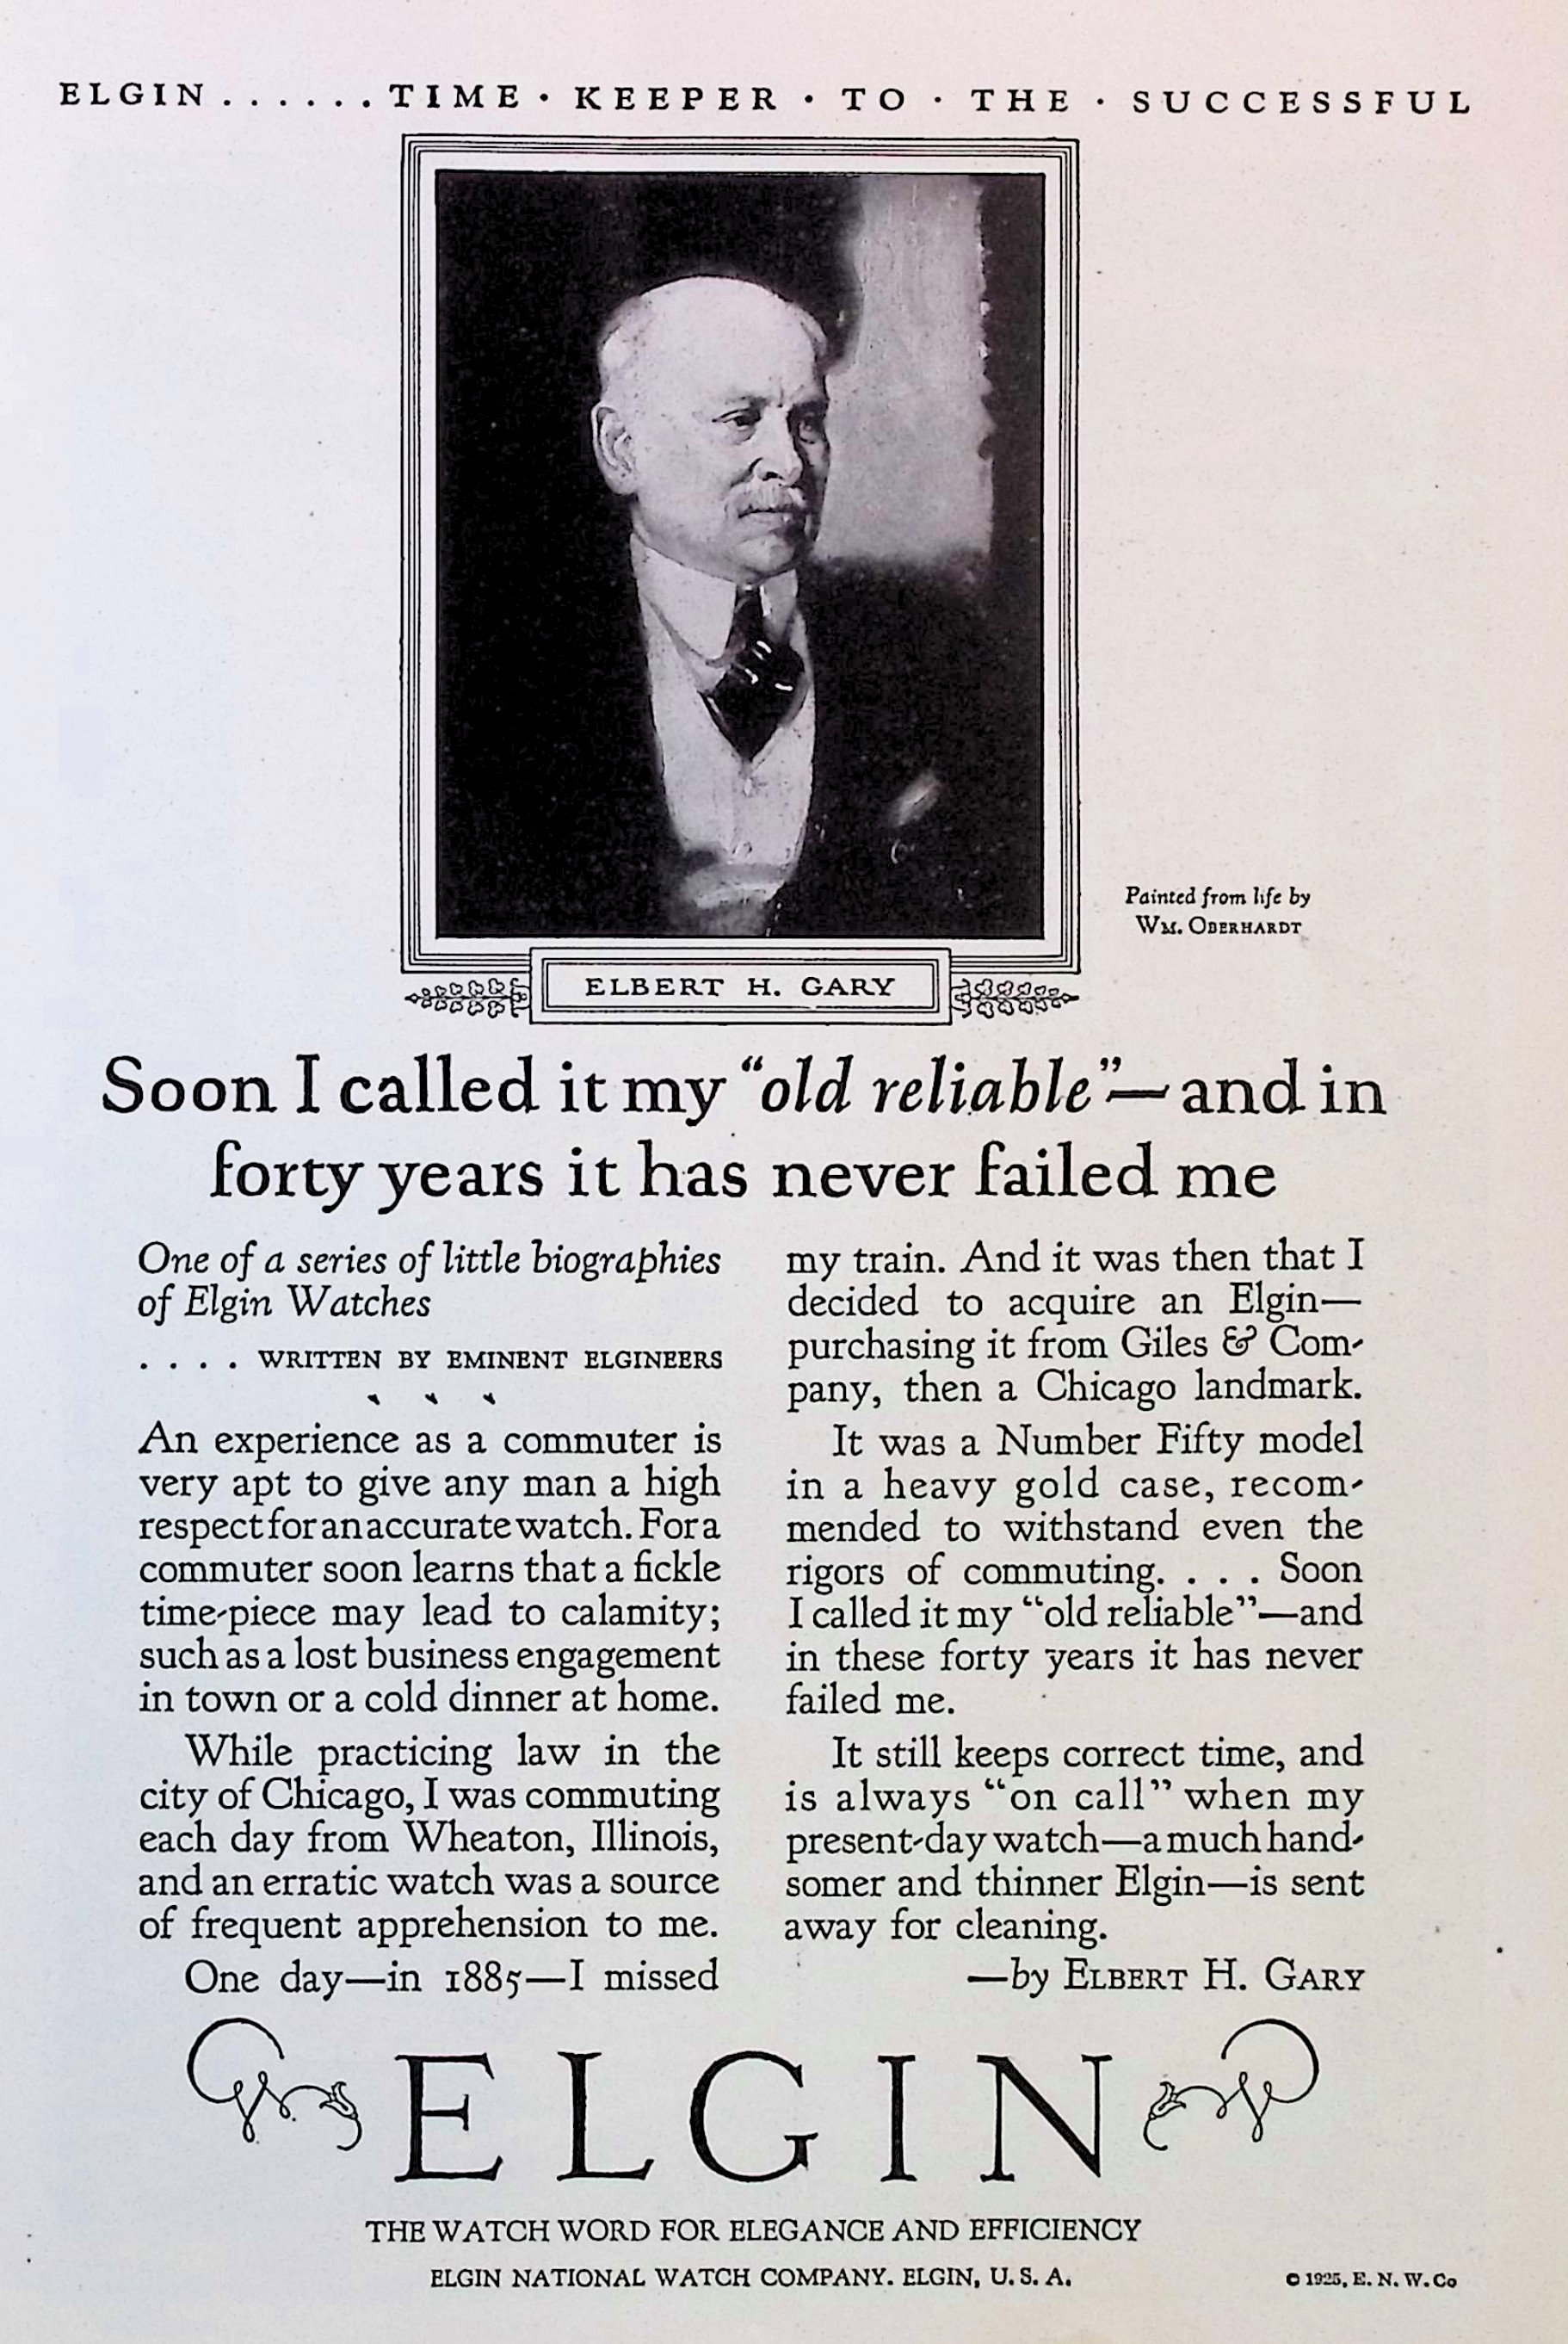 ELGIN......TIME · KEEPER · TO · THE · SUCCESSFUL
Painted from life by
WM. OBERHARDT
ELBERT H. GARY
Soon I called it my “old reliable”—and in
forty years it has never failed me
One of a series of little biographies
of Elgin Watches
.... WRITTEN BY EMINENT ELGINEERS
An experience as a commuter is
very apt to give any man a high
respect for an accurate watch. For a
commuter soon learns that a fickle
time-piece may lead to calamity;
such as a lost business engagement
in town or a cold dinner at home.
While practicing law in the
city of Chicago, I was commuting
each day from Wheaton, Illinois,
and an erratic watch was a source
of frequent apprehension to me.
One day—in 1885—I missed
my train. And it was then that I
decided to acquire an Elgin—
purchasing it from Giles & Com-
pany, then a Chicago landmark.
It was a Number Fifty model
in a heavy gold case, recom-
mended to withstand even the
rigors of commuting. . . . Soon
I called it my “old reliable”—and
in these forty years it has never
failed me.
It still keeps correct time, and
is always “on call” when my
present-day watch—a much hand-
somer and thinner Elgin—is sent
away for cleaning.
—by ELBERT H. GARY
ELGIN
THE WATCH WORD FOR ELEGANCE AND EFFICIENCY
ELGIN NATIONAL WATCH COMPANY. ELGIN, U. S. A.
© 1925, E. N. W. Co